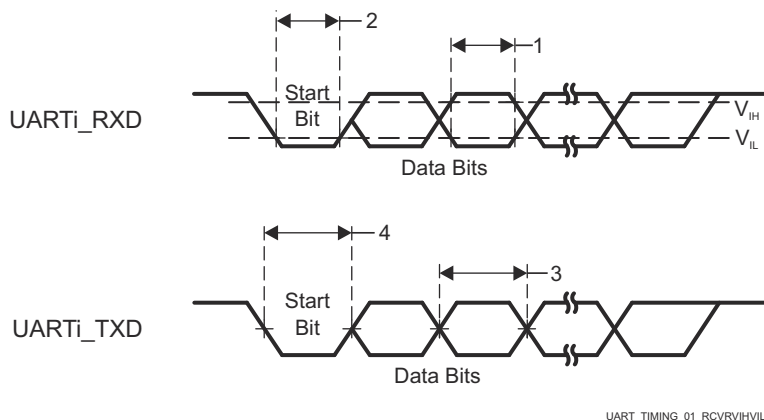 2
1
Start
Bit
UARTi_RXD
VIH
VIL
Data Bits
4
3
Start
Bit
UARTi_TXD
Data Bits
UART_TIMING_01_RCVRVIHVIL